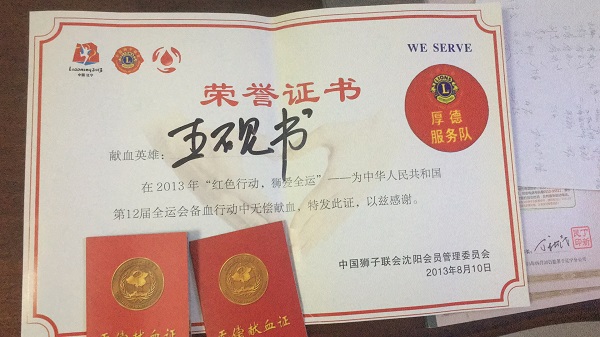 WE SERVE
荣誉证书
LIONS
L
厚德
服务队
献血英雄：王砚书
在2013年“红色行动，狮爱全运”——为中华人民共和国
第12届全运会备血行动中无偿献血，特发此证，以兹感谢。
中国狮子联会沈阳会员管理委员会
2013年8月10日
无偿献血证
无偿献血证